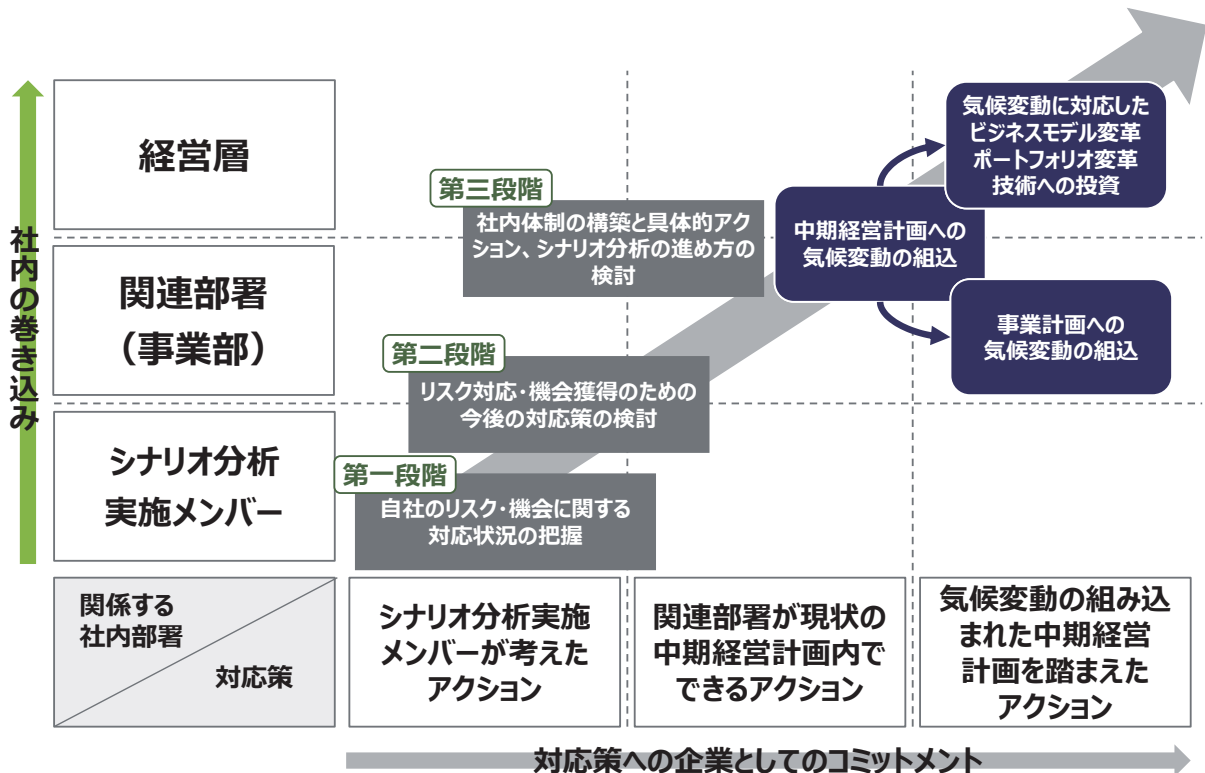 社内の巻き込み
経営層
関連部署
（事業部）
シナリオ分析
実施メンバー
第三段階
社内体制の構築と具体的アク
ション、シナリオ分析の進め方の
検討
第二段階
リスク対応・機会獲得のための
今後の対応策の検討
第一段階
自社のリスク・機会に関する
対応状況の把握
中期経営計画への
気候変動の組込
気候変動に対応した
ビジネスモデル変革
ポートフォリオ変革
技術への投資
事業計画への
気候変動の組込
関係する
社内部署
対応策
シナリオ分析実施
メンバーが考えた
アクション
関連部署が現状の
中期経営計画内で
できるアクション
気候変動の組み込
まれた中期経営
計画を踏まえた
アクション
対応策への企業としてのコミットメント